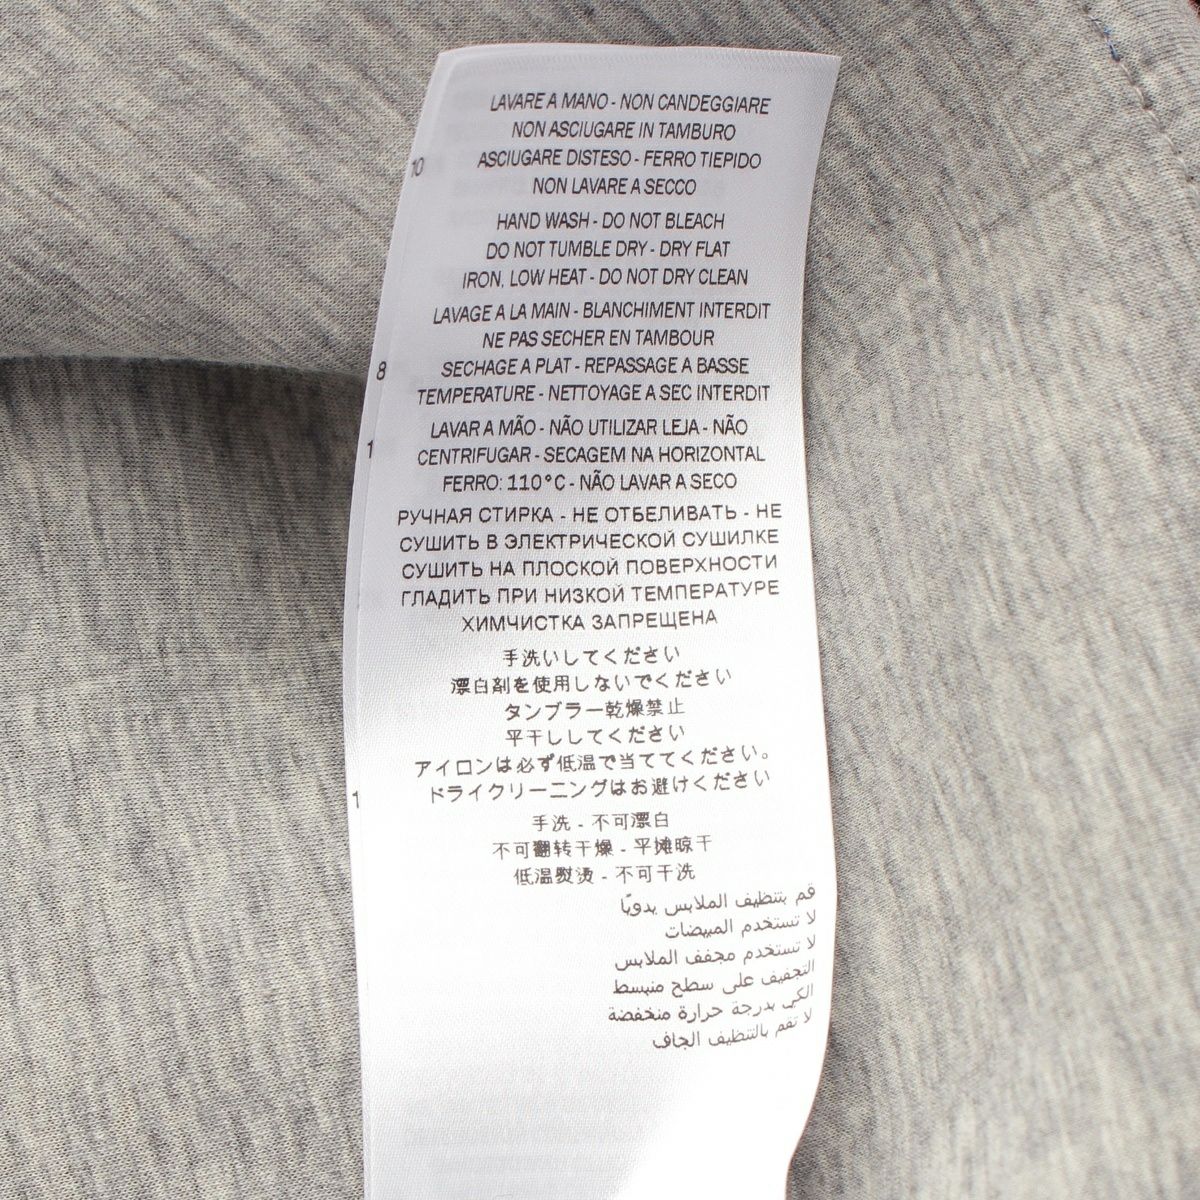 LAVARE A MANO - NON CANDEGGIARE
NON ASCIUGARE IN TAMBURO
10
ASCIUGARE DISTESO - FERRO TIEPIDO
NON LAVARE A SECCO
HAND WASH - DO NOT BLEACH
DO NOT TUMBLE DRY - DRY FLAT
IRON, LOW HEAT - DO NOT DRY CLEAN
LAVAGE A LA MAIN - BLANCHIMENT INTERDIT
NE PAS SECHER EN TAMBOUR
8
SECHAGE A PLAT - REPASSAGE A BASSE
TEMPERATURE - NETTOYAGE A SEC INTERDIT
LAVAR A MÃO - NÃO UTILIZAR LEJA - NÃO
1
CENTRIFUGAR - SECAGEM NA HORIZONTAL
FERRO: 110°C - NÃO LAVAR A SECO
РУЧНАЯ СТИРКА - НЕ ОТБЕЛИВАТЬ - НЕ
СУШИТЬ В ЭЛЕКТРИЧЕСКОЙ СУШИЛКЕ
СУШИТЬ НА ПЛОСКОЙ ПОВЕРХНОСТИ
ГЛАДИТЬ ПРИ НИЗКОЙ ТЕМПЕРАТУРЕ
ХИМЧИСТКА ЗАПРЕЩЕНА
手洗いしてください
漂白剤を使用しないでください
タンブラー乾燥禁止
平干ししてください
アイロンは必ず低温で当ててください。
1
ドライクリーニングはお避けください
手洗 - 不可漂白
不可翻转干燥 - 平摊晾干
低温熨烫 - 不可干洗
قم بتنظيف الملابس يدويًا
لا تستخدم المبيضات
لا تستخدم مجفف الملابس
التجفيف على سطح منبسط
الكي بدرجة حرارة منخفضة
لا تقم بالتنظيف الجاف